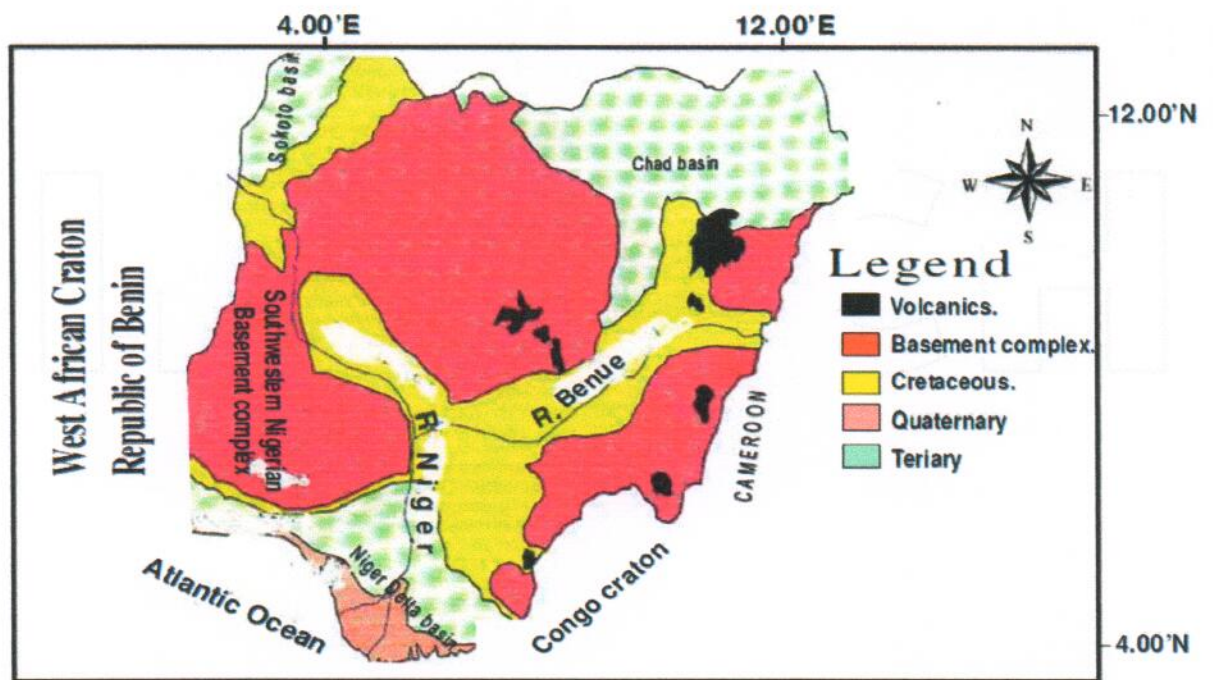 4.00'E
12.00'E
12.00'N
Sokoto basin
Chad basin
N
W
E
S
West African Craton
Republic of Benin
Southwestern Nigerian
Basement complex
Legend
Volcanics.
Basement complex.
Cretaceous.
Quaternary
Teriary
R. Benue
R Niger
CAMEROON
Niger Delta basin
Atlantic Ocean
Congo craton
4.00'N